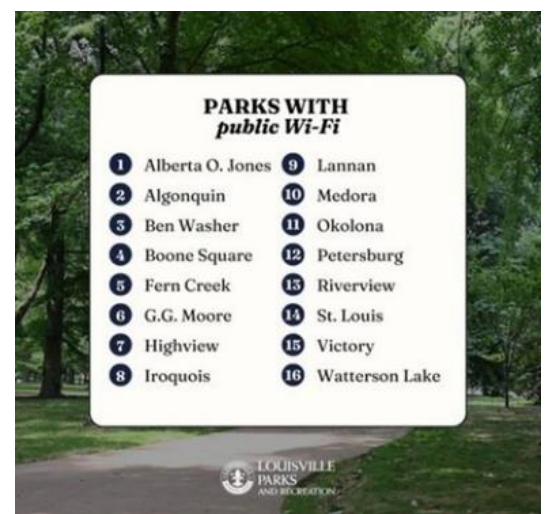 PARKS WITH
public Wi-Fi
1 Alberta O. Jones
2 Algonquin
3 Ben Washer
4 Boone Square
5 Fern Creek
6 G.G. Moore
7 Highview
8 Iroquois
9 Lannan
10 Medora
11 Okolona
12 Petersburg
13 Riverview
14 St. Louis
15 Victory
16 Watterson Lake
LOUISVILLE
PARKS
AND RECREATION